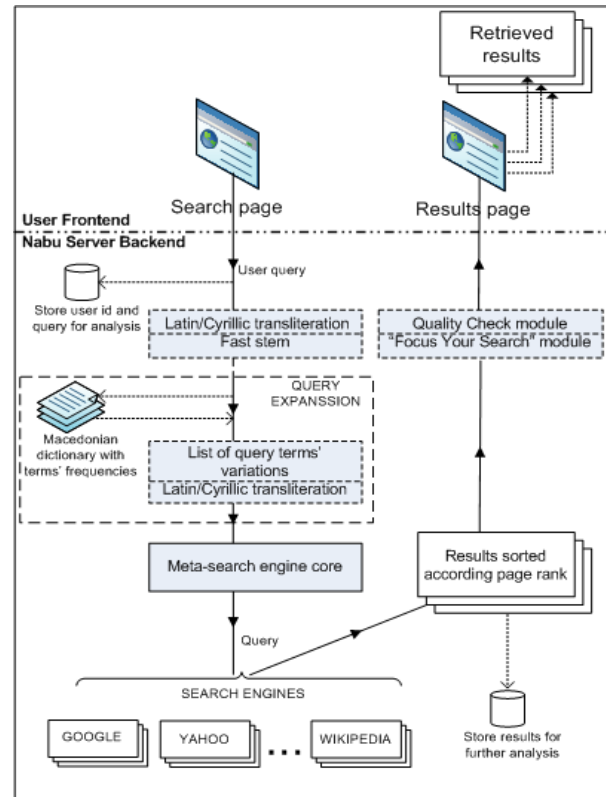 Retrieved
results
Search page
Results page
User Frontend
Nabu Server Backend
User query
Store user id and
query for analysis
Latin/Cyrillic transliteration
Fast stem
Quality Check module
"Focus Your Search" module
QUERY
EXPANSSION
Macedonian
dictionary with
terms' frequencies
List of query terms'
variations
Latin/Cyrillic transliteration
Meta-search engine core
Results sorted
according page rank
Query
SEARCH ENGINES
GOOGLE
YAHOO
...
WIKIPEDIA
Store results for
further analysis